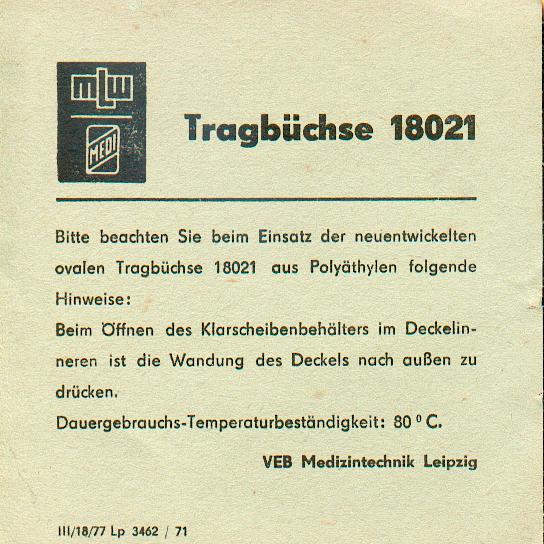 mLW
MEDI
Tragbüchse 18021
Bitte beachten Sie beim Einsatz der neuentwickelten
ovalen Tragbüchse 18021 aus Polyäthylen folgende
Hinweise:
Beim Öffnen des Klarscheibenbehälters im Deckelin-
neren ist die Wandung des Deckels nach außen zu
drücken.
Dauergebrauchs-Temperaturbeständigkeit: 80 ° C.
VEB Medizintechnik Leipzig
III/18/77 Lp 3462 / 71